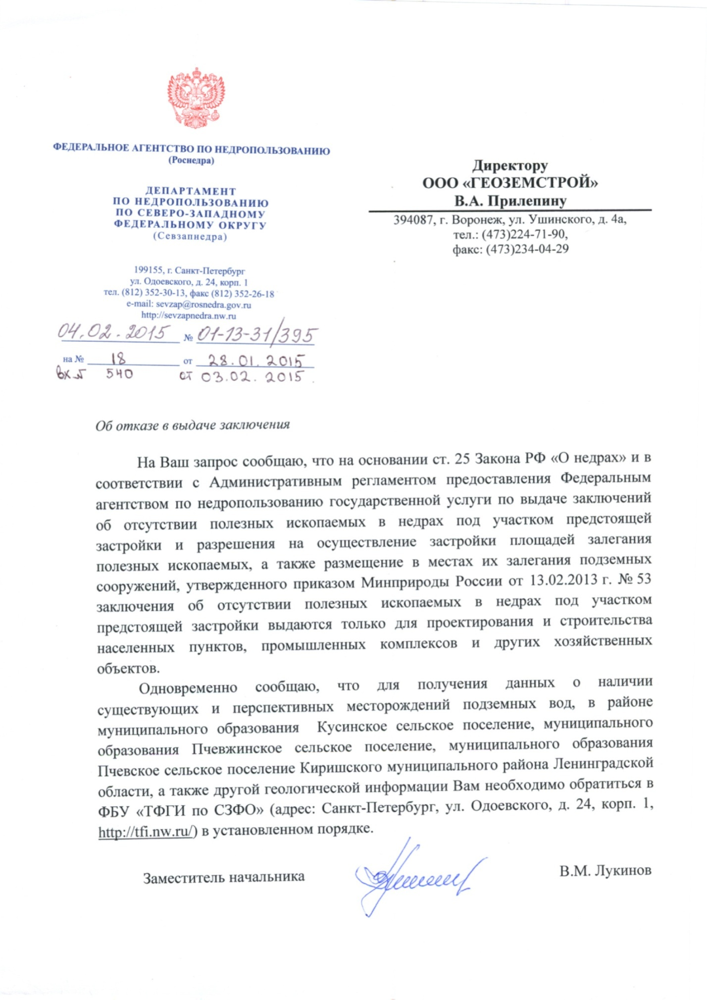 ФЕДЕРАЛЬНОЕ АГЕНТСТВО ПО НЕДРОПОЛЬЗОВАНИЮ
(Роснедра)
ДЕПАРТАМЕНТ
ПО НЕДРОПОЛЬЗОВАНИЮ
ПО СЕВЕРО-ЗАПАДНОМУ
ФЕДЕРАЛЬНОМУ ОКРУГУ
(Севзапнедра)
199155, г. Санкт-Петербург
ул. Одоевского, д. 24, корп. 1
тел. (812) 352-30-13, факс (812) 352-26-18
e-mail: sevzap@rosnedra.gov.ru
http://sevzapnedra.nw.ru
04.02.2015 № 01-13-31/395
на № 18 от 28.01.2015
вх.№ 540 от 03.02.2015.
Директору
ООО «ГЕОЗЕМСТРОЙ»
В.А. Прилепину
394087, г. Воронеж, ул. Ушинского, д. 4а,
тел.: (473)224-71-90,
факс: (473)234-04-29
Об отказе в выдаче заключения
На Ваш запрос сообщаю, что на основании ст. 25 Закона РФ «О недрах» и в
соответствии с Административным регламентом предоставления Федеральным
агентством по недропользованию государственной услуги по выдаче заключений
об отсутствии полезных ископаемых в недрах под участком предстоящей
застройки и разрешения на осуществление застройки площадей залегания
полезных ископаемых, а также размещение в местах их залегания подземных
сооружений, утвержденного приказом Минприроды России от 13.02.2013 г. № 53
заключения об отсутствии полезных ископаемых в недрах под участком
предстоящей застройки выдаются только для проектирования и строительства
населенных пунктов, промышленных комплексов и других хозяйственных
объектов.
Одновременно сообщаю, что для получения данных о наличии
существующих и перспективных месторождений подземных вод, в районе
муниципального образования Кусинское сельское поселение, муниципального
образования Пчевжинское сельское поселение, муниципального образования
Пчевское сельское поселение Киришского муниципального района Ленинградской
области, а также другой геологической информации Вам необходимо обратиться в
ФБУ «ТФГИ по СЗФО» (адрес: Санкт-Петербург, ул. Одоевского, д. 24, корп. 1,
http://tfi.nw.ru/) в установленном порядке.
Заместитель начальника В.М. Лукинов